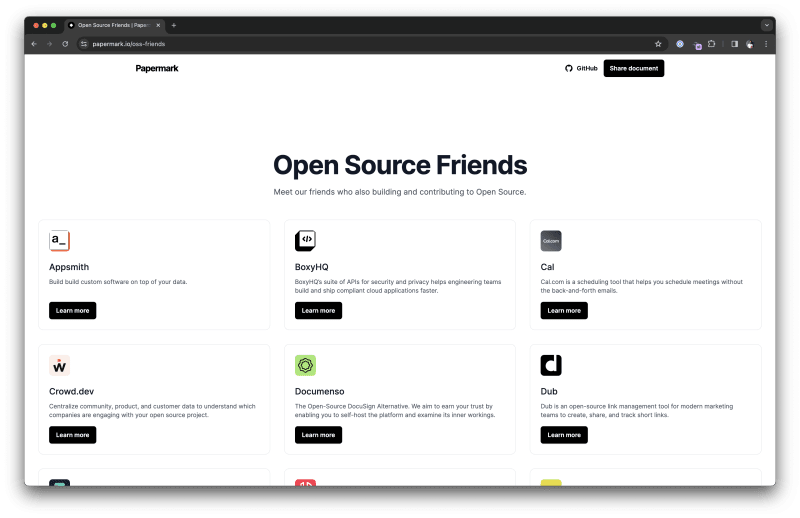 Open Source Friends | Paper
papermark.io/oss-friends
Papermark
GitHub
Share document
Open Source Friends
Meet our friends who also building and contributing to Open Source.
a_
Appsmith
Build build custom software on top of your data.
Learn more
</>
BoxyHQ
BoxyHQ's suite of APIs for security and privacy helps engineering teams
build and ship compliant cloud applications faster.
Learn more
Cal.com
Cal
Cal.com is a scheduling tool that helps you schedule meetings without
the back-and-forth emails.
Learn more
Crowd.dev
Centralize community, product, and customer data to understand which
companies are engaging with your open source project.
Learn more
Documenso
The Open-Source DocuSign Alternative. We aim to earn your trust by
enabling you to self-host the platform and examine its inner workings.
Learn more
Dub
Dub is an open-source link management tool for modern marketing
teams to create, share, and track short links.
Learn more